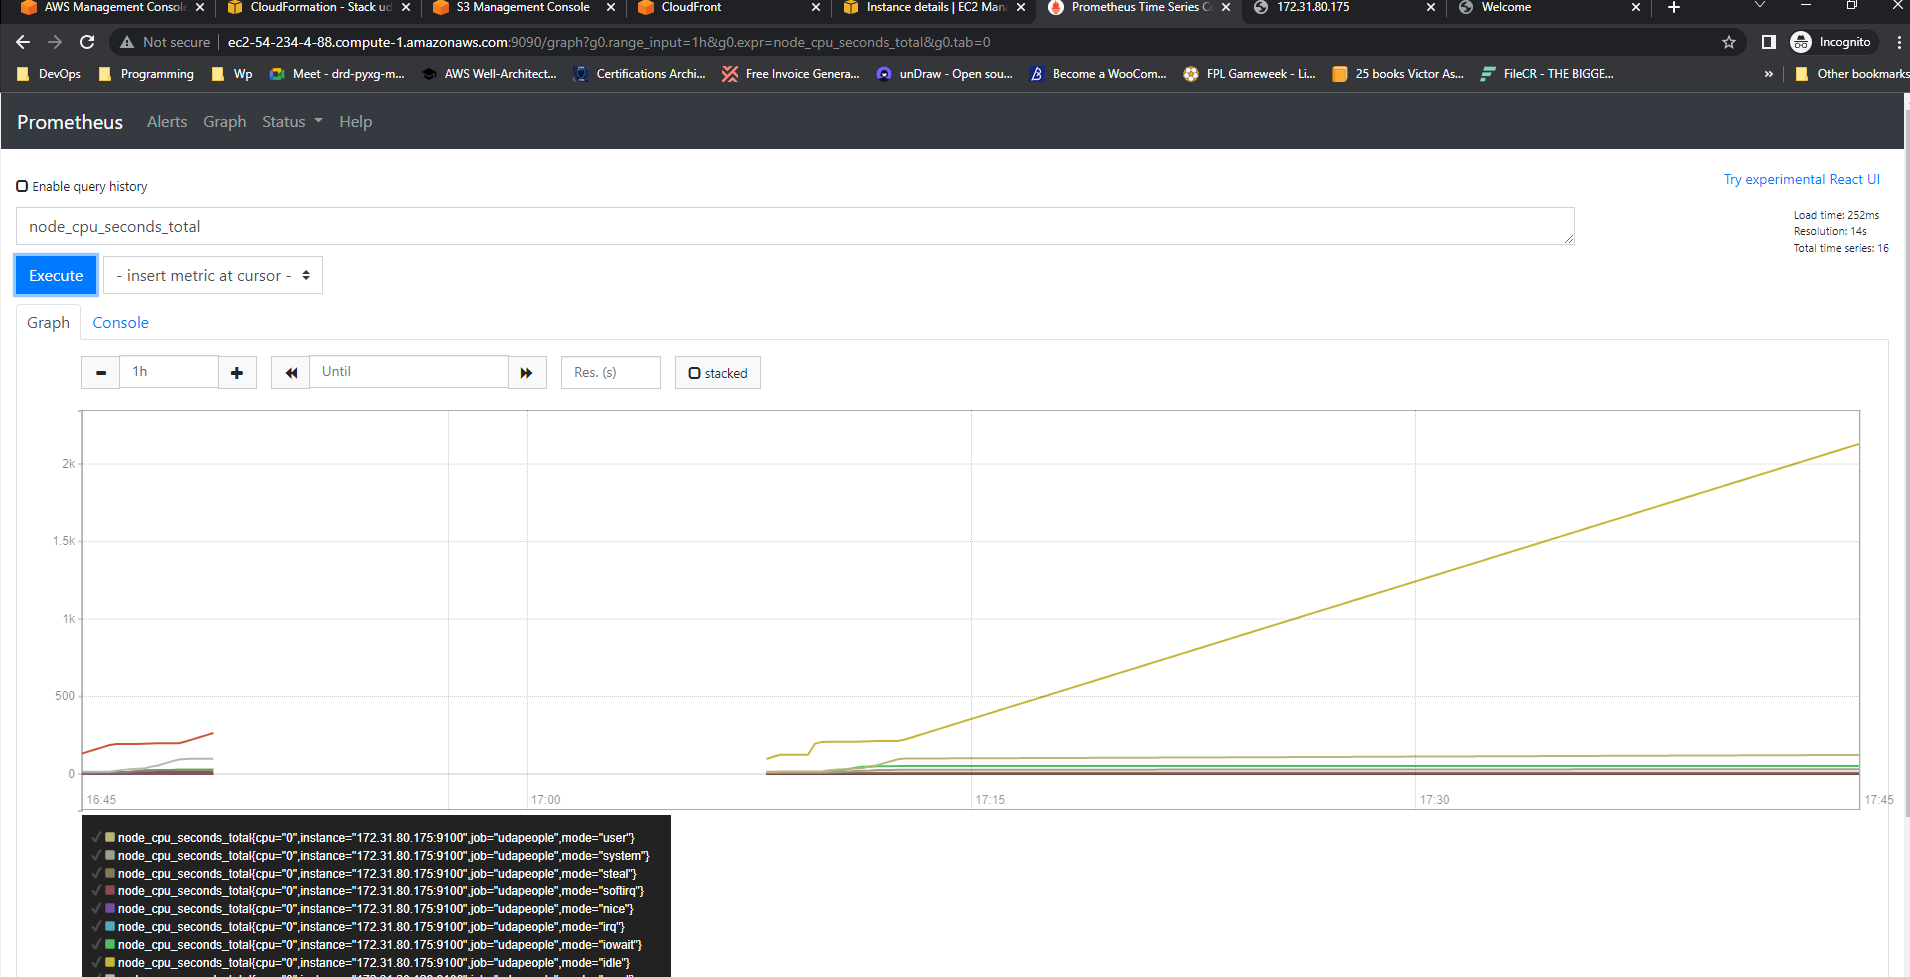 AWS Management Consol
CloudFormation - Stack ud
S3 Management Console
CloudFront
Instance details | EC2 Man
Prometheus Time Series Co
172.31.80.175
Welcome
Not secure
ec2-54-234-4-88.compute-1.amazonaws.com:9090/graph?g0.range_input=1h&g0.expr=node_cpu_seconds_total&g0.tab=0
Incognito
DevOps
Programming
Wp
Meet - drd-pyxg-m...
AWS Well-Architect...
Certifications Archi...
Free Invoice Genera...
unDraw - Open sou...
Become a WooCom...
FPL Gameweek - Li...
25 books Victor As...
FileCR - THE BIGGE...
»
Other bookmarks
Prometheus
Alerts
Graph
Status
Help
Enable query history
Try experimental React UI
node_cpu_seconds_total
Load time: 252ms
Resolution: 14s
Total time series: 16
Execute
- insert metric at cursor -
Graph
Console
1h
Until
Res. (s)
stacked
2k
1.5k
1k
500
0
16:45
17:00
17:15
17:30
17:45
node_cpu_seconds_total{cpu="0",instance="172.31.80.175:9100",job="udapeople",mode="user"}
node_cpu_seconds_total{cpu="0",instance="172.31.80.175:9100",job="udapeople",mode="system"}
node_cpu_seconds_total{cpu="0",instance="172.31.80.175:9100",job="udapeople",mode="steal"}
node_cpu_seconds_total{cpu="0",instance="172.31.80.175:9100",job="udapeople",mode="softirq"}
node_cpu_seconds_total{cpu="0",instance="172.31.80.175:9100",job="udapeople",mode="nice"}
node_cpu_seconds_total{cpu="0",instance="172.31.80.175:9100",job="udapeople",mode="irq"}
node_cpu_seconds_total{cpu="0",instance="172.31.80.175:9100",job="udapeople",mode="iowait"}
node_cpu_seconds_total{cpu="0",instance="172.31.80.175:9100",job="udapeople",mode="idle"}